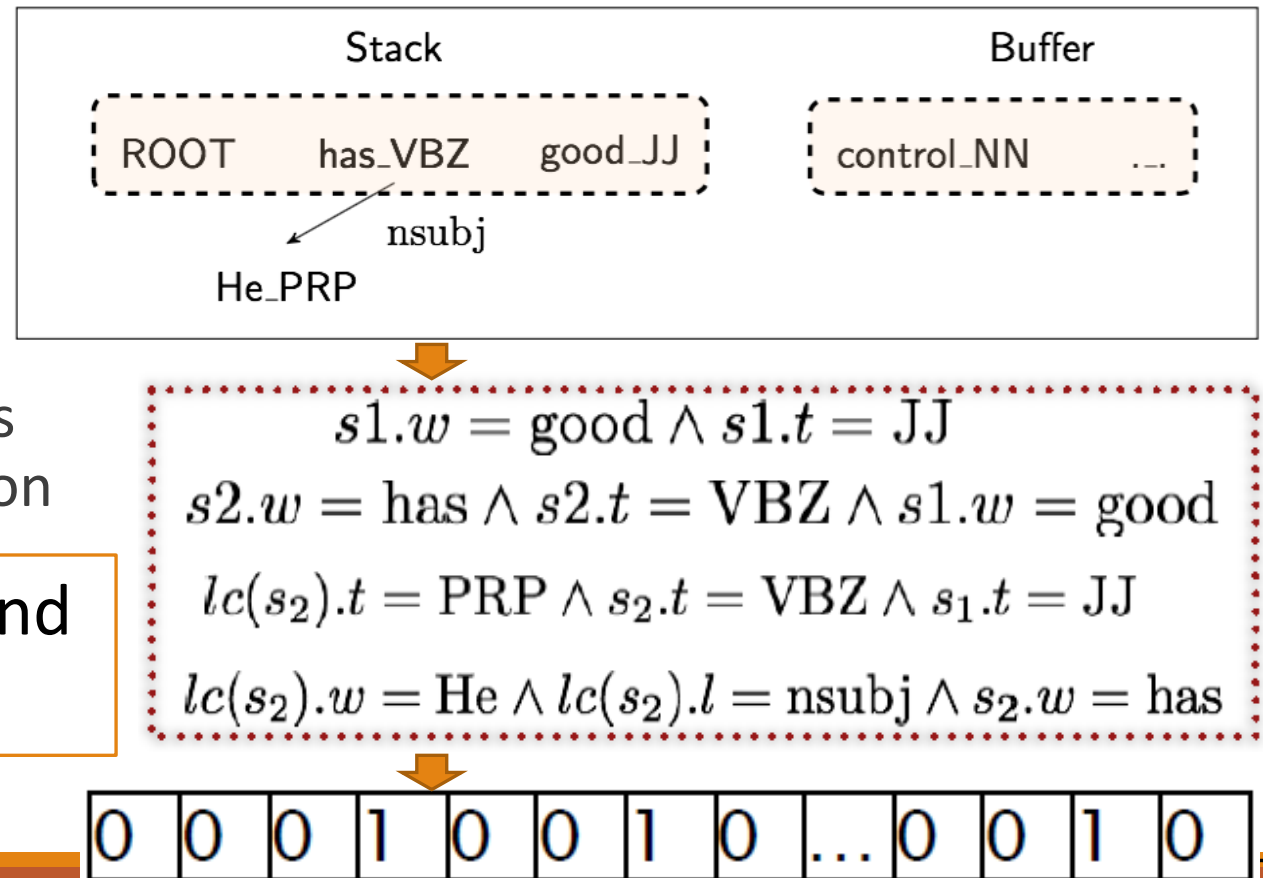 Stack Buffer
ROOT has_VBZ good_JJ control_NN ._.
nsubj
He_PRP
s
on
nd
s1.w = good ∧ s1.t = JJ
s2.w = has ∧ s2.t = VBZ ∧ s1.w = good
lc(s₂).t = PRP ∧ s₂.t = VBZ ∧ s₁.t = JJ
lc(s₂).w = He ∧ lc(s₂).l = nsubj ∧ s₂.w = has
0 0 0 1 0 0 1 0 ... 0 0 1 0